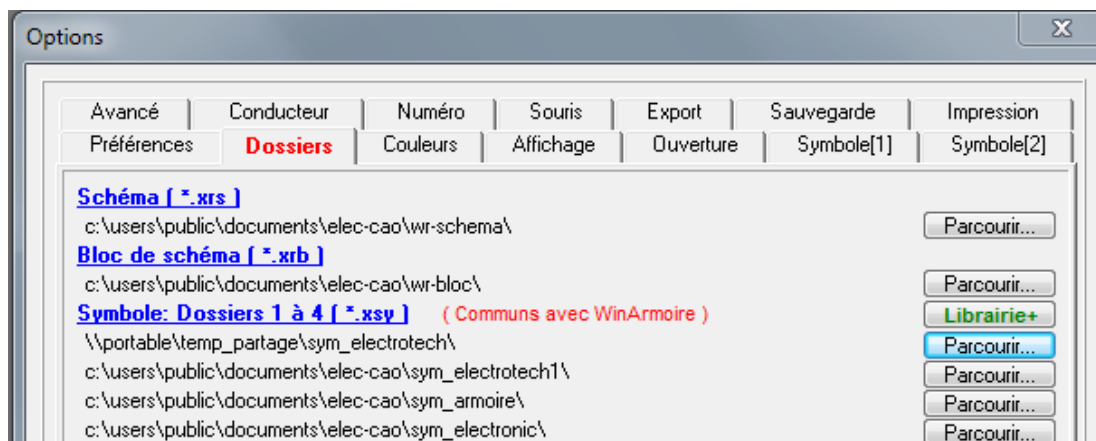 Options
Avancé Conducteur Numéro Souris Export Sauvegarde Impression
Préférences Dossiers Couleurs Affichage Ouverture Symbole[1] Symbole[2]
Schéma ( *.xrs )
c:\users\public\documents\elec-cao\wr-schema\ Parcourir...
Bloc de schéma ( *.xrb )
c:\users\public\documents\elec-cao\wr-bloc\ Parcourir...
Symbole: Dossiers 1 à 4 ( *.xsy ) ( Communs avec WinArmoire ) Librairie+
\\portable\temp_partage\sym_electrotech\ Parcourir...
c:\users\public\documents\elec-cao\sym_electrotech1\ Parcourir...
c:\users\public\documents\elec-cao\sym_armoire\ Parcourir...
c:\users\public\documents\elec-cao\sym_electronic\ Parcourir...